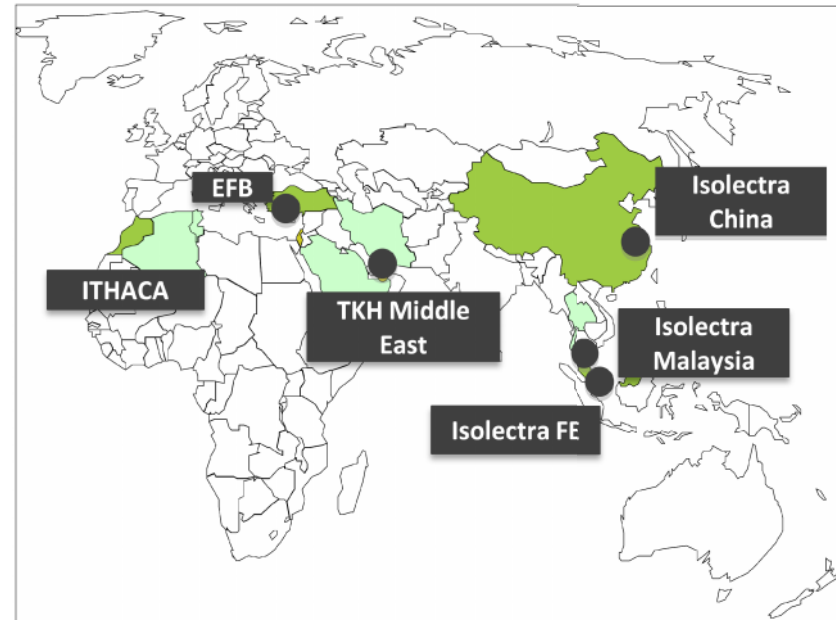 EFB
Isolectra
China
ITHACA
TKH Middle
East
Isolectra
Malaysia
Isolectra FE